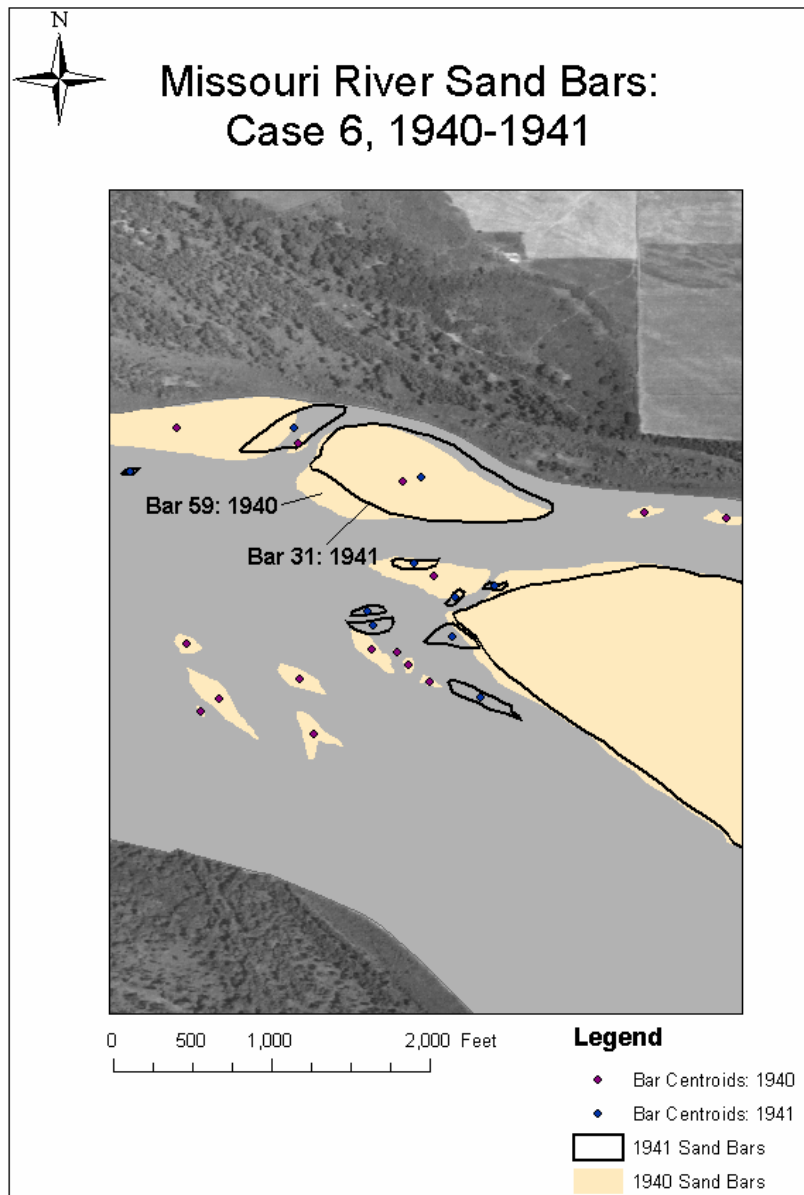 N
Missouri River Sand Bars:
Case 6, 1940-1941
Bar 59: 1940
Bar 31: 1941
0 500 1,000 2,000 Feet
Legend
Bar Centroids: 1940
Bar Centroids: 1941
1941 Sand Bars
1940 Sand Bars